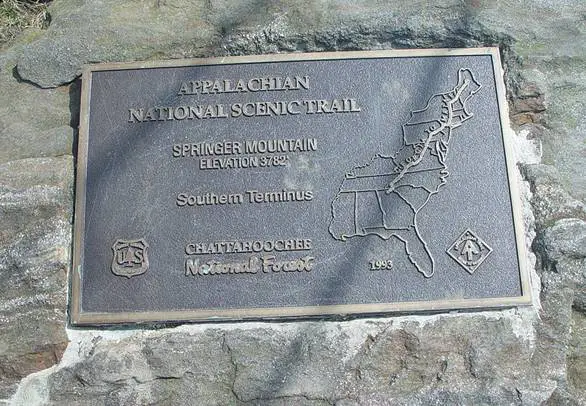 APPALACHIAN
NATIONAL SCENIC TRAIL
SPRINGER MOUNTAIN
ELEVATION 3782'
Southern Terminus
CHATTAHOOCHEE
National Forest
1993
US